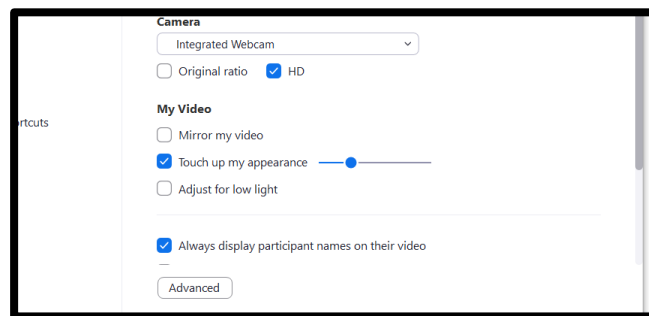 Camera
Integrated Webcam
Original ratio HD
My Video
rtcuts
Mirror my video
Touch up my appearance
Adjust for low light
Always display participant names on their video
Advanced